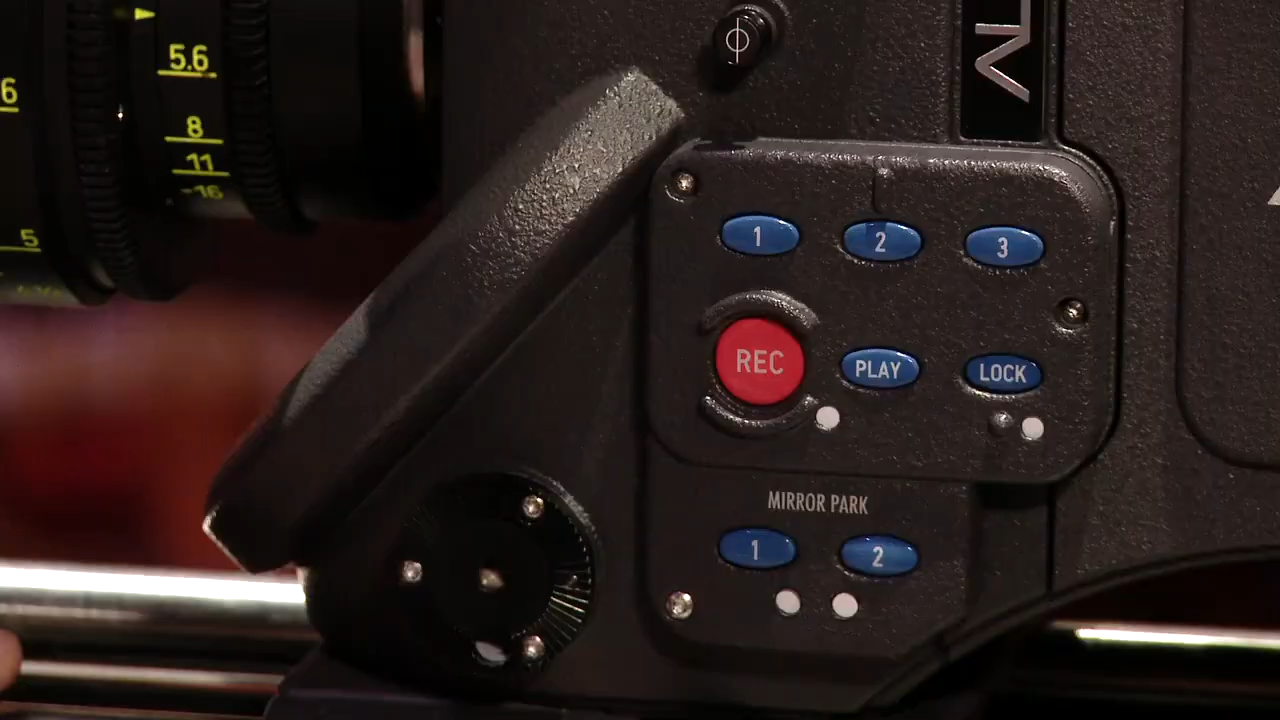 5.6
6
8
11
16
5
1 2 3
REC PLAY LOCK
MIRROR PARK
1 2